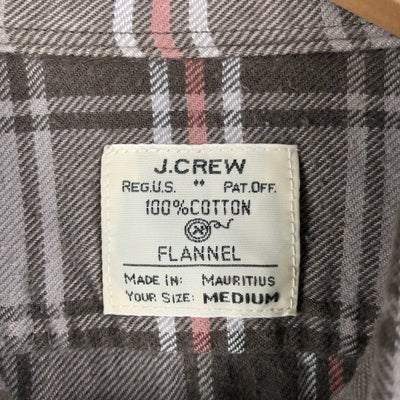 J.CREW
REG.U.S. " PAT.OFF.
100%COTTON
FLANNEL
MADE IN: MAURITIUS
YOUR SIZE: MEDIUM